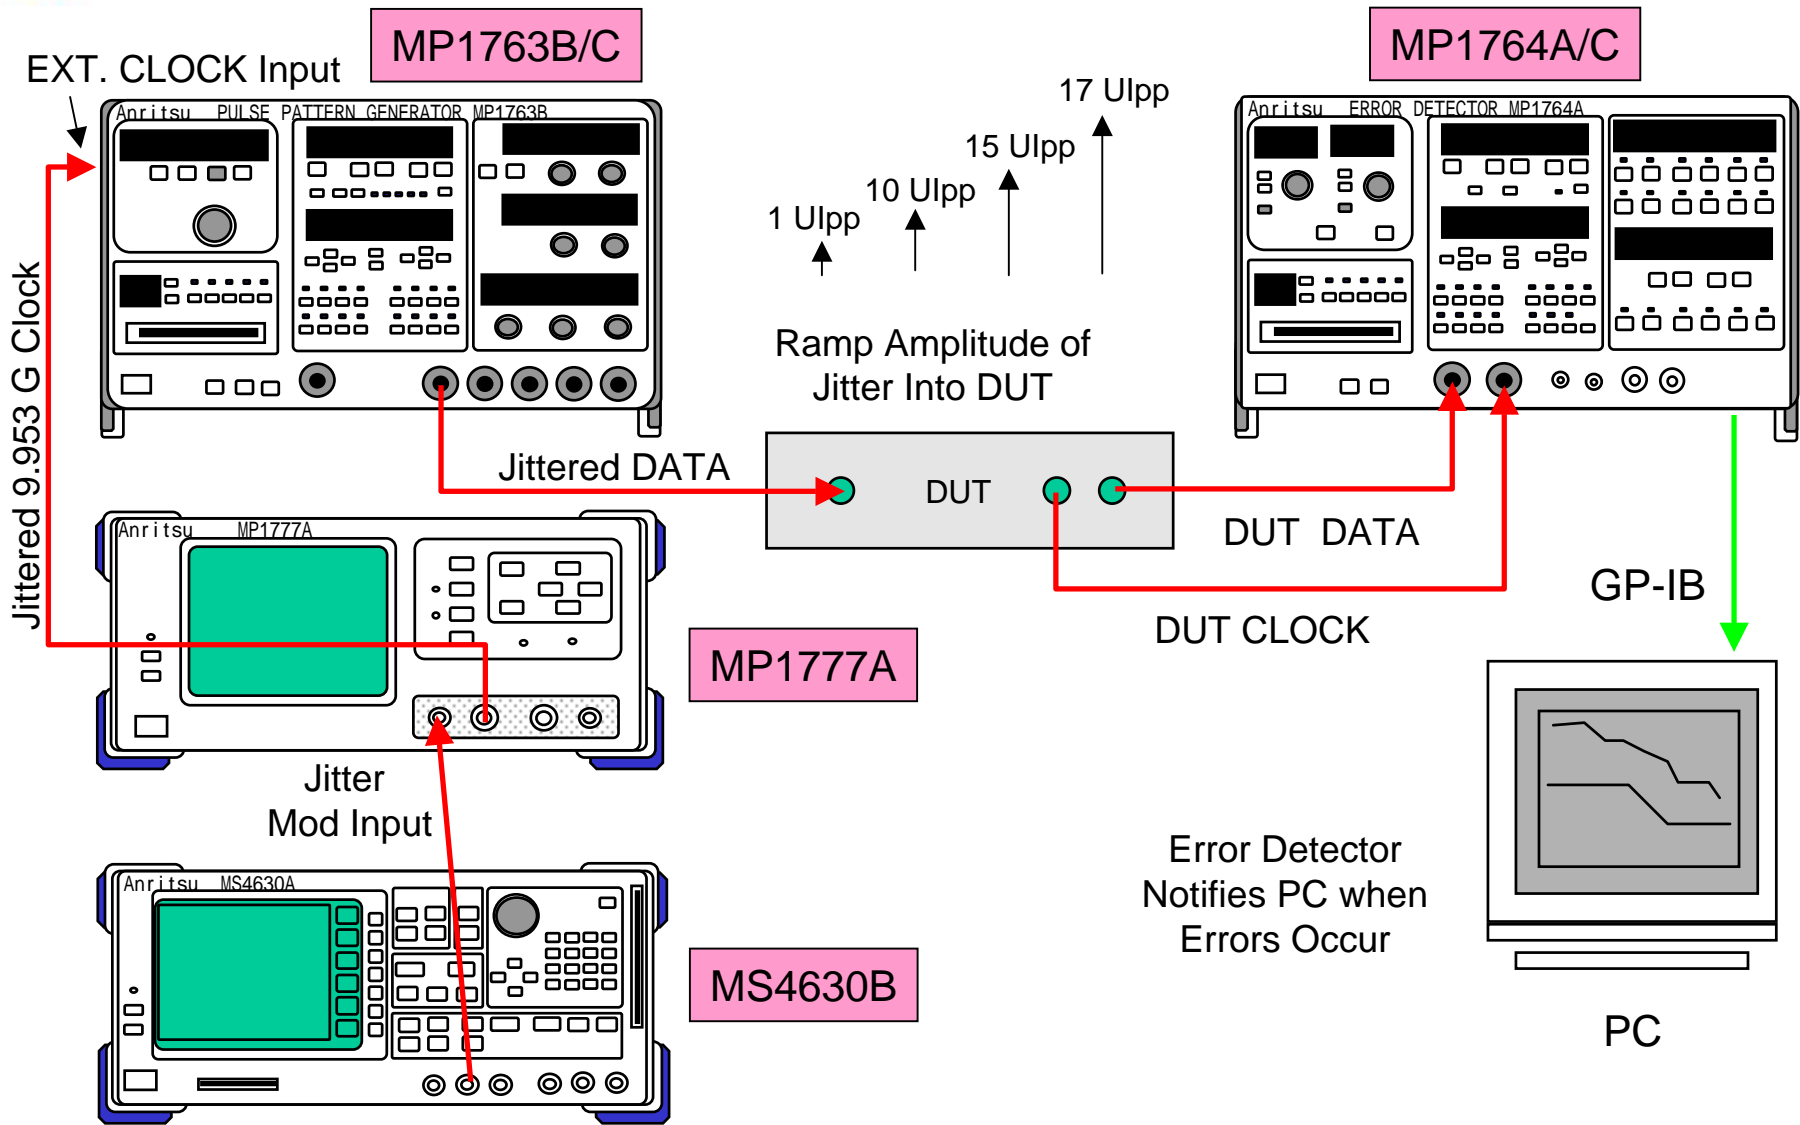 MP1763B/C
MP1764A/C
EXT. CLOCK Input
Anritsu PULSE PATTERN GENERATOR MP1763B
Anritsu ERROR DETECTOR MP1764A
17 UIpp
15 UIpp
10 UIpp
1 UIpp
Ramp Amplitude of
Jitter Into DUT
Jittered 9.953 G Clock
Jittered DATA
DUT
DUT DATA
DUT CLOCK
GP-IB
Anritsu MP1777A
MP1777A
Jitter
Mod Input
Anritsu MS4630A
MS4630B
Error Detector
Notifies PC when
Errors Occur
PC